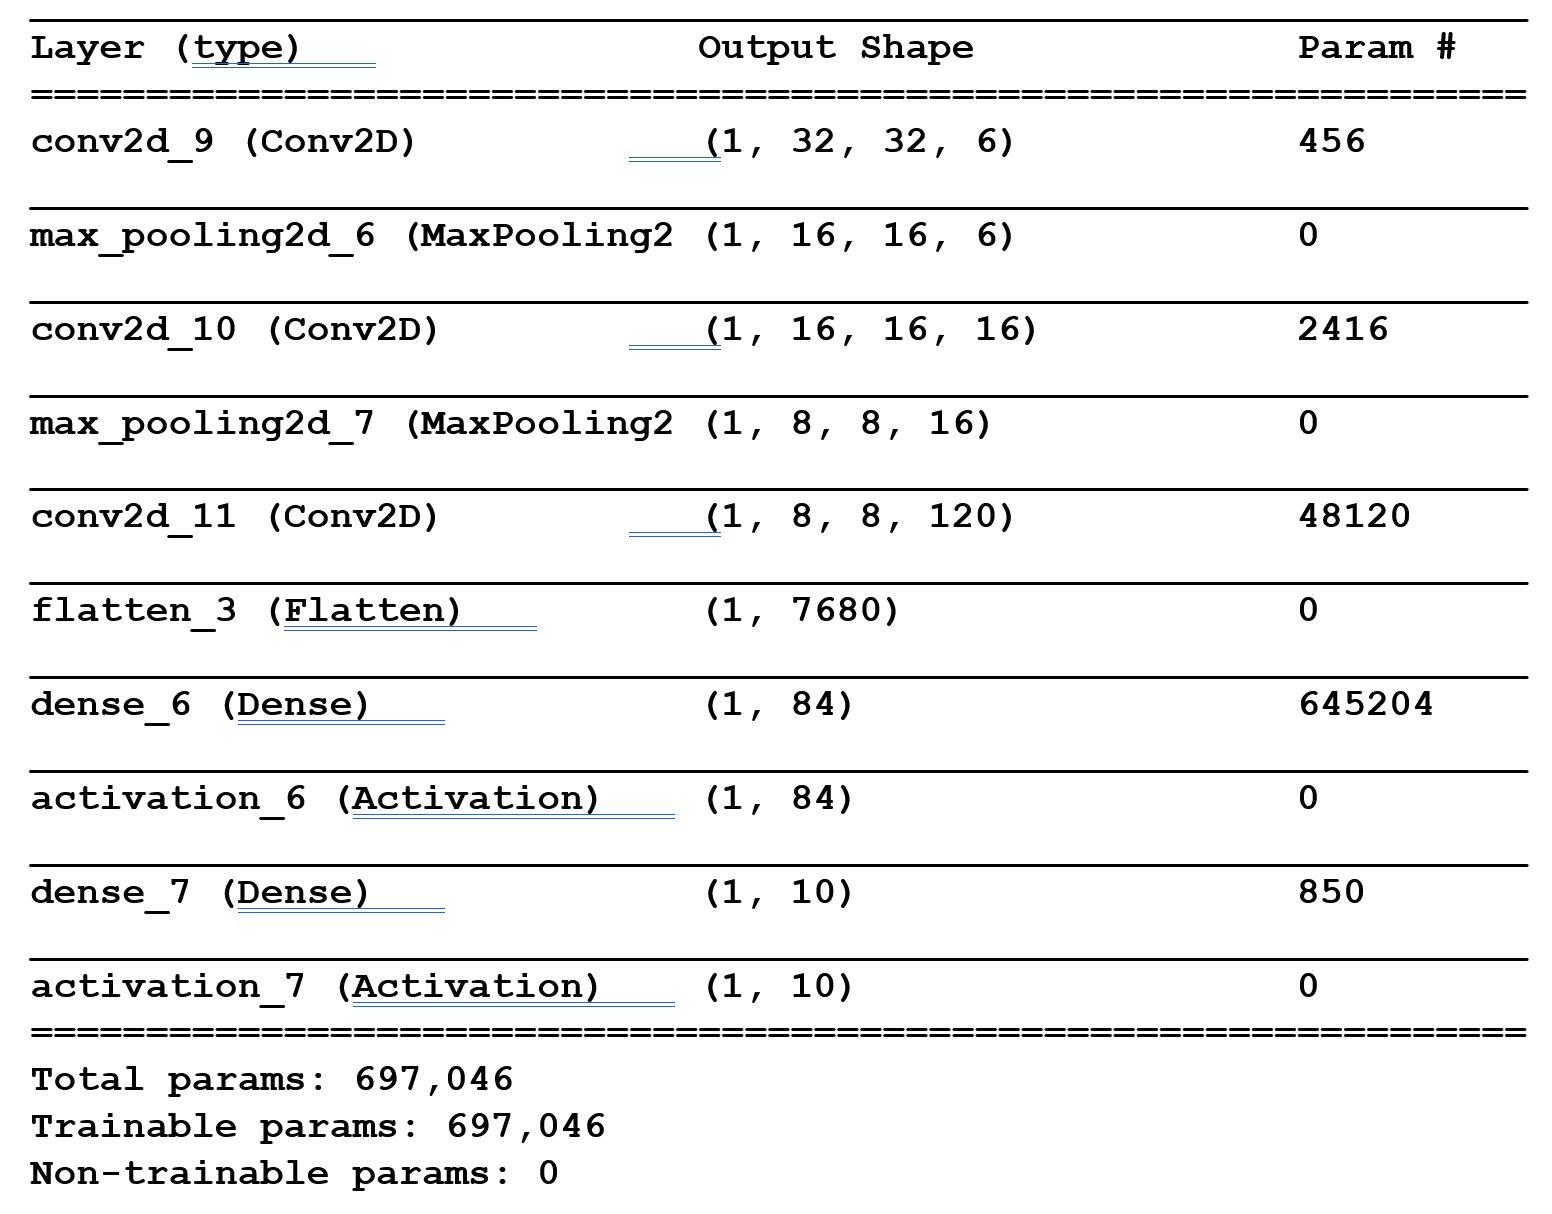 Layer (type) Output Shape Param #
=================================================================
conv2d_9 (Conv2D) (1, 32, 32, 6) 456
max_pooling2d_6 (MaxPooling2 (1, 16, 16, 6) 0
conv2d_10 (Conv2D) (1, 16, 16, 16) 2416
max_pooling2d_7 (MaxPooling2 (1, 8, 8, 16) 0
conv2d_11 (Conv2D) (1, 8, 8, 120) 48120
flatten_3 (Flatten) (1, 7680) 0
dense_6 (Dense) (1, 84) 645204
activation_6 (Activation) (1, 84) 0
dense_7 (Dense) (1, 10) 850
activation_7 (Activation) (1, 10) 0
=================================================================
Total params: 697,046
Trainable params: 697,046
Non-trainable params: 0